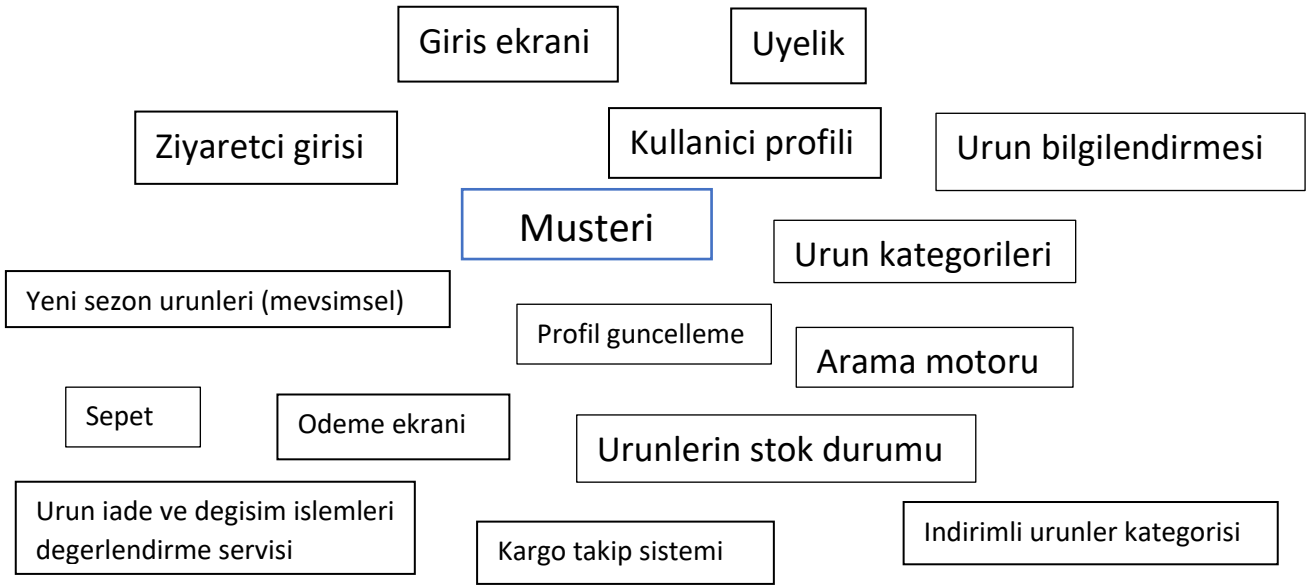 Giris ekrani
Uyelik
Ziyaretci girisi
Kullanici profili
Urun bilgilendirmesi
Musteri
Urun kategorileri
Yeni sezon urunleri (mevsimsel)
Profil guncelleme
Arama motoru
Sepet
Odeme ekrani
Urunlerin stok durumu
Urun iade ve degisim islemleri
degerlendirme servisi
Kargo takip sistemi
Indirimli urunler kategorisi